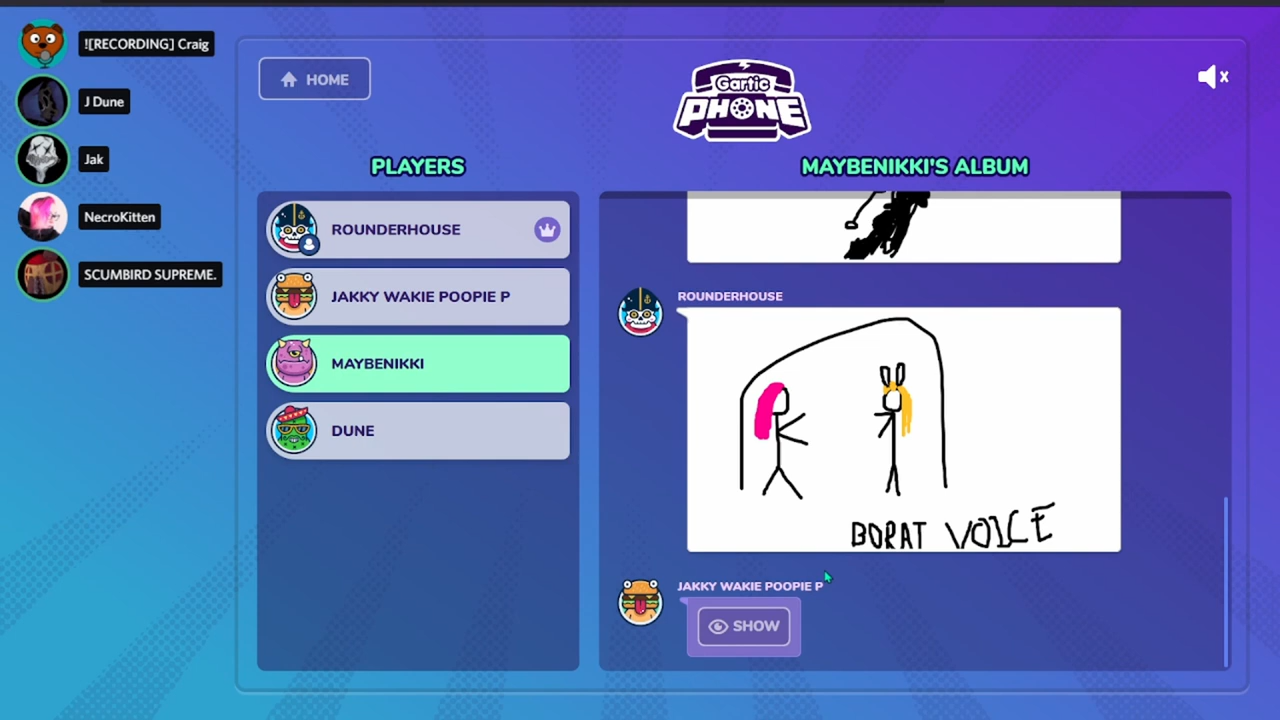 ![RECORDING] Craig
J Dune
Jak
NecroKitten
SCUMBIRD SUPREME.
HOME
Gartic
PHONE
PLAYERS
ROUNDERHOUSE
JAKKY WAKIE POOPIE P
MAYBENIKKI
DUNE
MAYBENIKKI'S ALBUM
ROUNDERHOUSE
BORAT VOICE
JAKKY WAKIE POOPIE P
SHOW